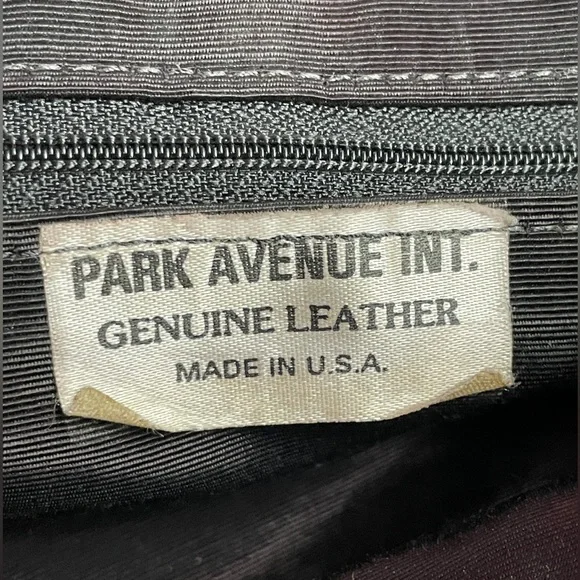 PARK AVENUE INT.
GENUINE LEATHER
MADE IN U.S.A.